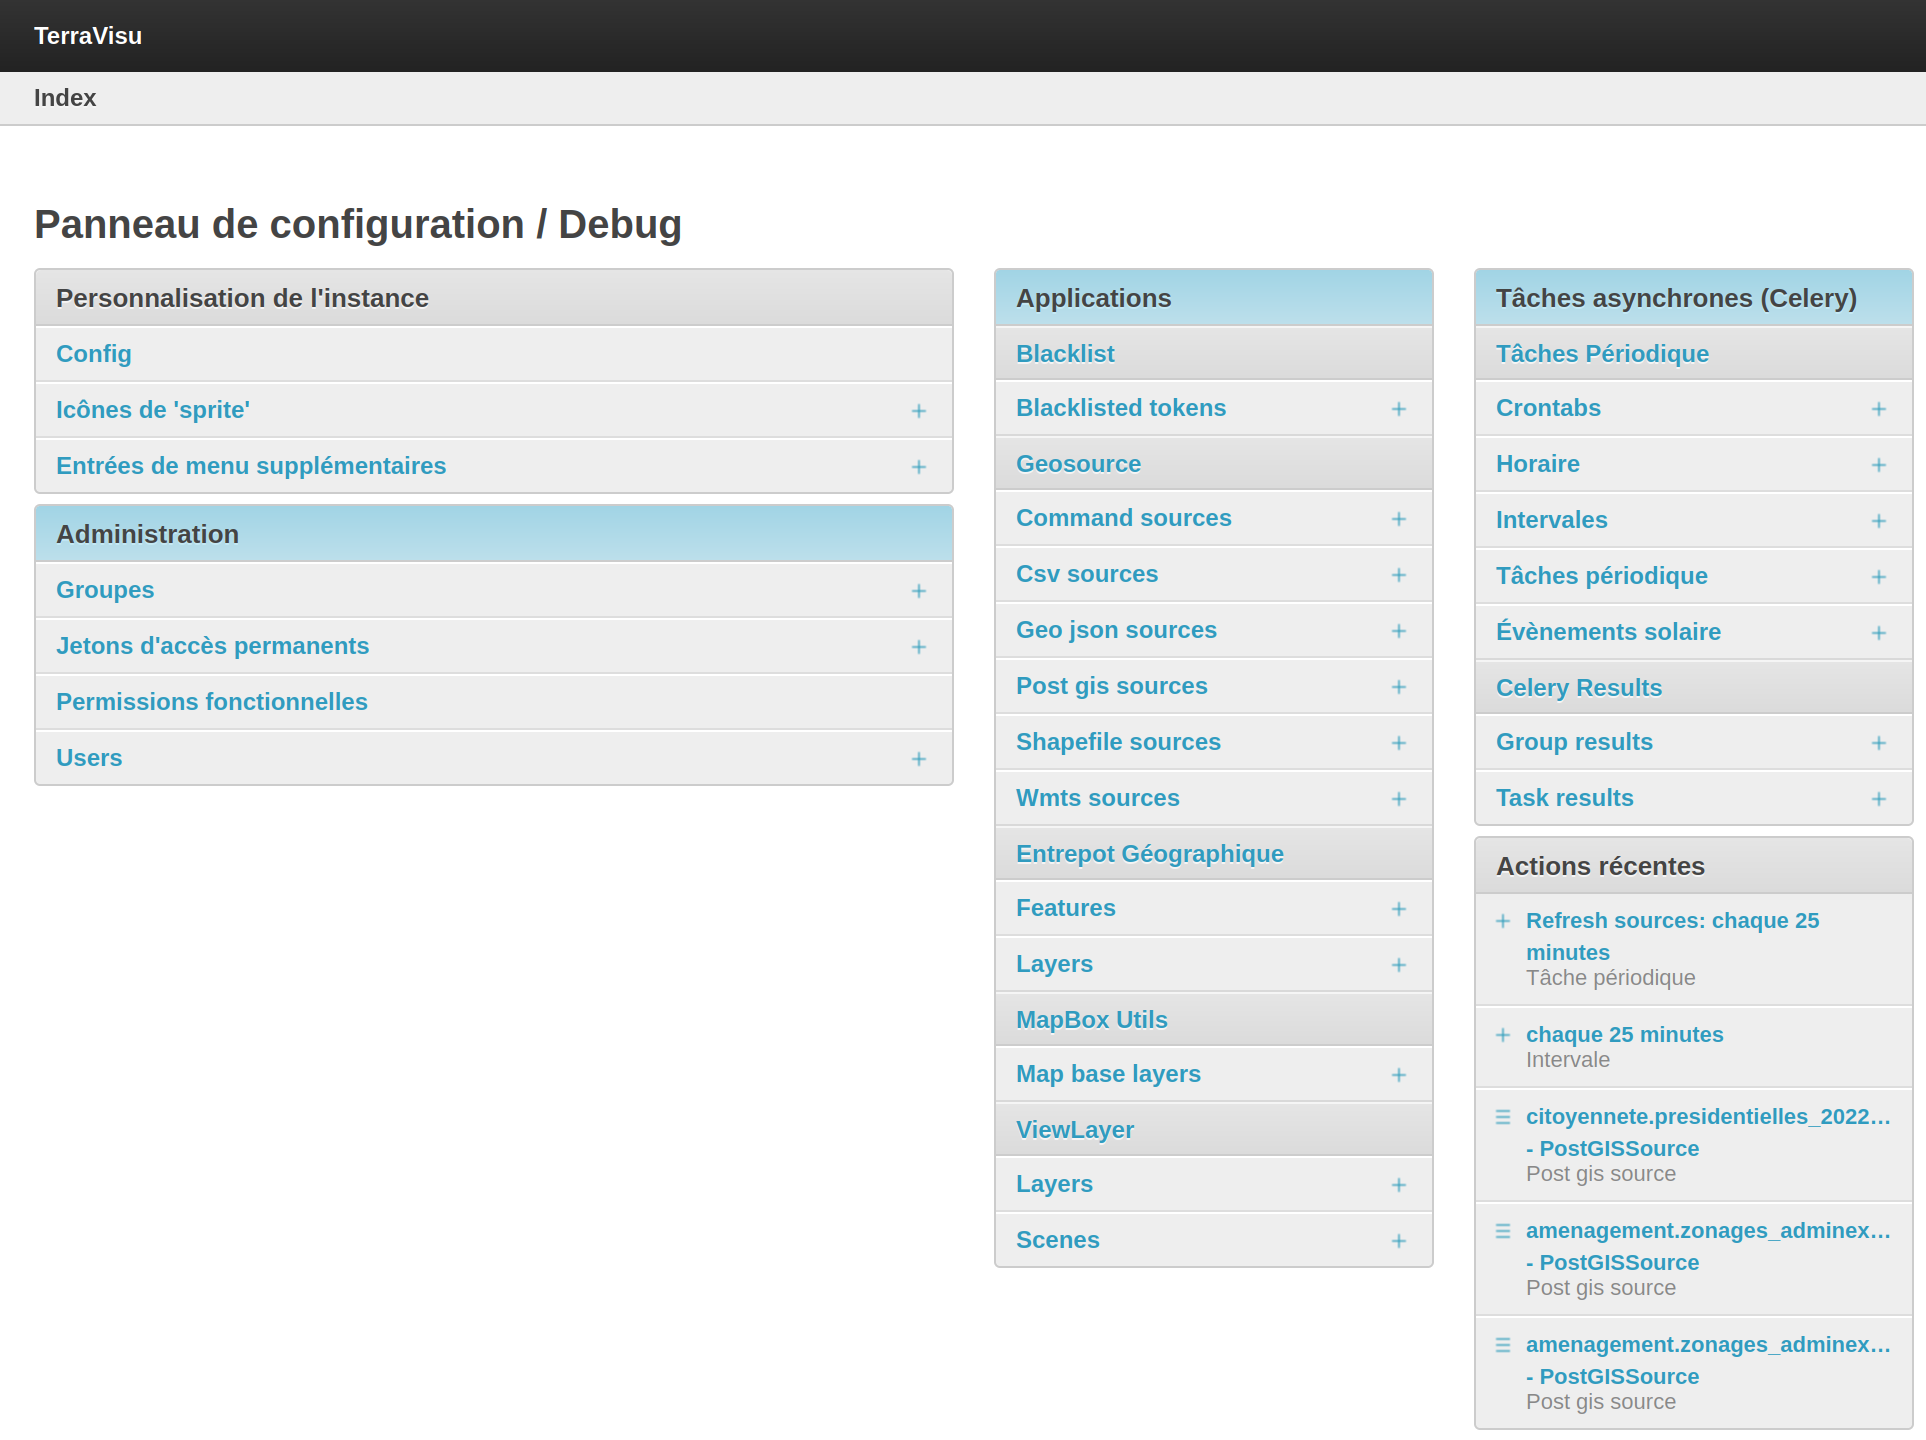 TerraVisu
Index
Panneau de configuration / Debug
Personnalisation de l'instance
Config
Icônes de 'sprite'
Entrées de menu supplémentaires
Administration
Groupes
Jetons d'accès permanents
Permissions fonctionnelles
Users
Applications
Blacklist
Blacklisted tokens
Geosource
Command sources
Csv sources
Geo json sources
Post gis sources
Shapefile sources
Wmts sources
Entrepot Géographique
Features
Layers
MapBox Utils
Map base layers
ViewLayer
Layers
Scenes
Tâches asynchrones (Celery)
Tâches Périodique
Crontabs
Horaire
Intervales
Tâches périodique
Évènements solaire
Celery Results
Group results
Task results
Actions récentes
Refresh sources: chaque 25
minutes
Tâche périodique
chaque 25 minutes
Intervale
citoyennete.presidentielles_2022…
- PostGISSource
Post gis source
amenagement.zonages_adminex…
- PostGISSource
Post gis source
amenagement.zonages_adminex…
- PostGISSource
Post gis source